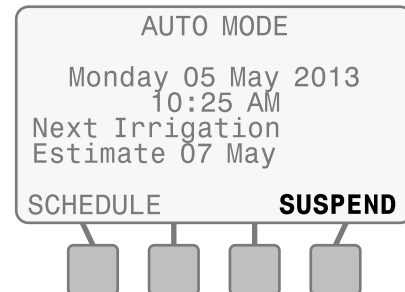 AUTO MODE
Monday 05 May 2013
10:25 AM
Next Irrigation
Estimate 07 May
SCHEDULE SUSPEND